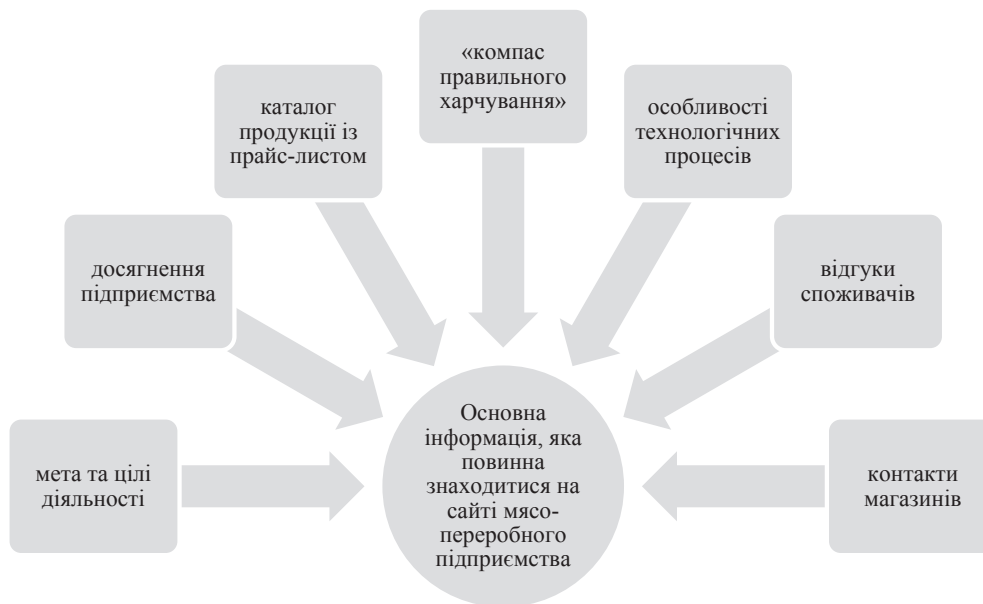 «компас
правильного
харчування»
каталог
продукції із
прайс-листом
особливості
технологічних
процесів
досягнення
підприємства
відгуки
споживачів
мета та цілі
діяльності
Основна
інформація, яка
повинна
знаходитися на
сайті мясо-
переробного
підприємства
контакти
магазинів